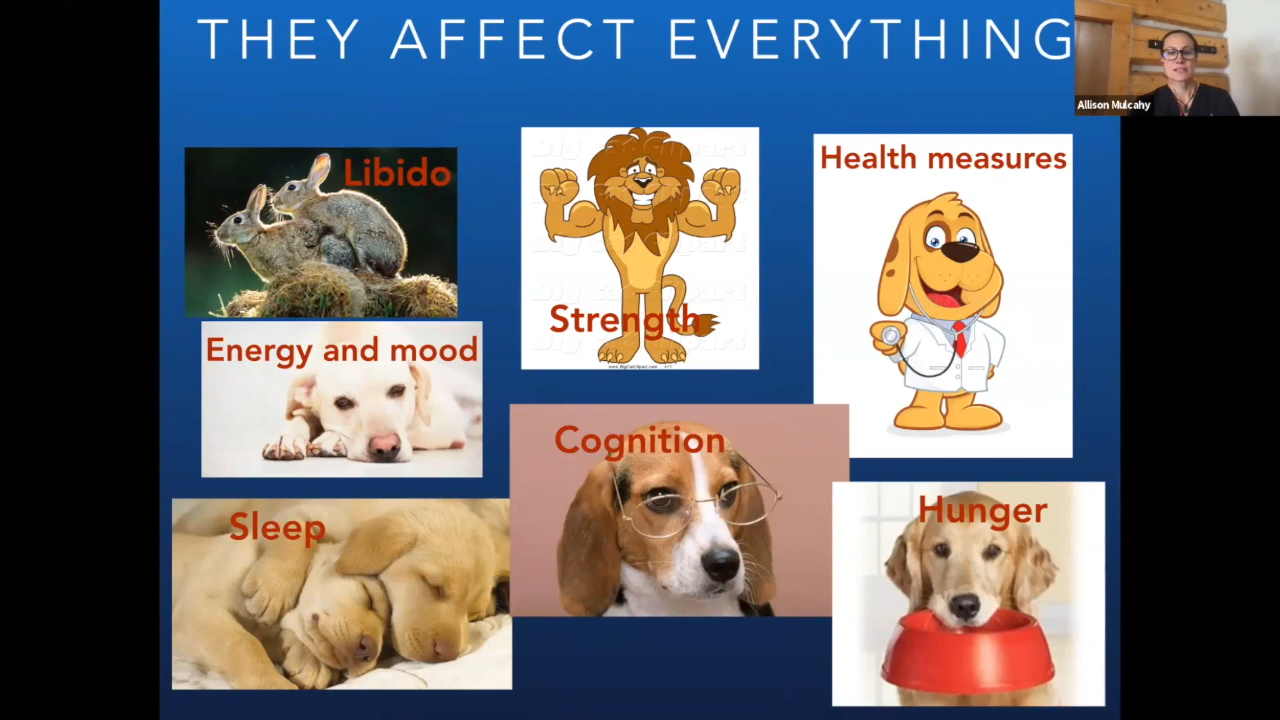 THEY AFFECT EVERYTHING
Allison Mulcahy
Libido
Strength
Health measures
Energy and mood
Cognition
Sleep
Hunger